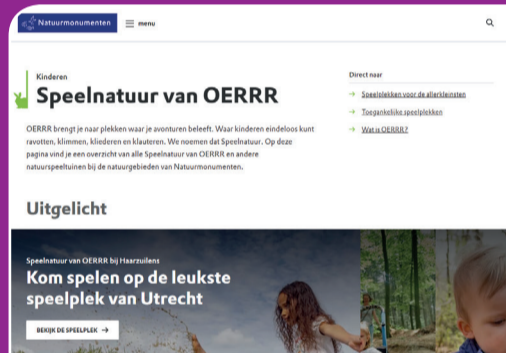 Natuurmonumenten
menu
Kinderen
Speelnatuur van OERRR
OERRR brengt je naar plekken waar je avonturen beleeft. Waar kinderen eindeloos kunt
ravotten, klimmen, kliederen en klauteren. We noemen dat Speelnatuur. Op deze
pagina vind je een overzicht van alle Speelnatuur van OERRR en andere
natuurspeeltuinen bij de natuurgebieden van Natuurmonumenten.
Direct naar
Speelplekken voor de allerkleinsten
Toegankelijke speelplekken
Wat is OERRR?
Uitgelicht
Speelnatuur van OERRR bij Haarzuilens
Kom spelen op de leukste
speelplek van Utrecht
BEKIJK DE SPEELPLEK